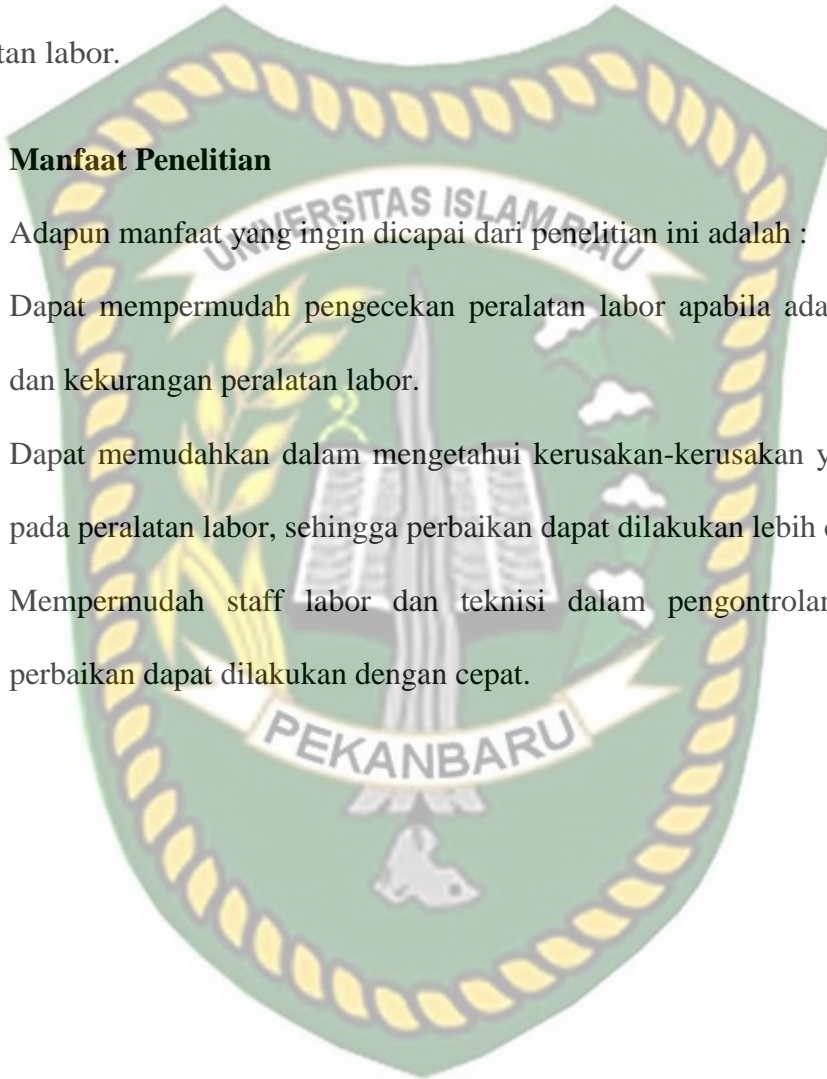 tan labor.
Manfaat Penelitian
UNIVERSITAS ISLAM RIAU
Adapun manfaat yang ingin dicapai dari penelitian ini adalah :
Dapat mempermudah pengecekan peralatan labor apabila ada
dan kekurangan peralatan labor.
Dapat memudahkan dalam mengetahui kerusakan-kerusakan y
pada peralatan labor, sehingga perbaikan dapat dilakukan lebih
Mempermudah staff labor dan teknisi dalam pengontrolan
perbaikan dapat dilakukan dengan cepat.
PEKANBARU